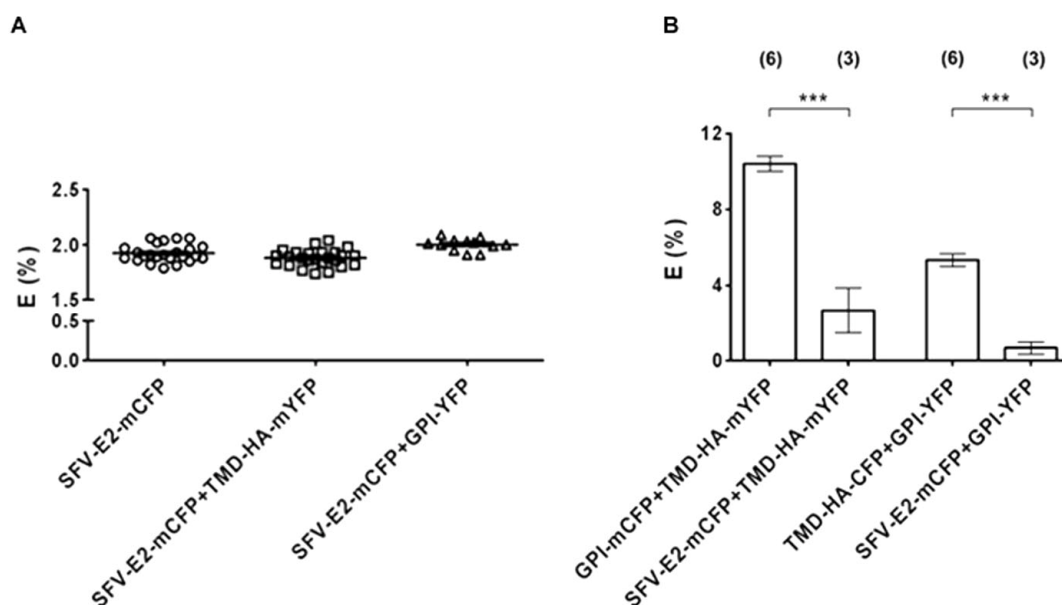 A
E (%)
2.5
2.0
1.5
0.5
0.0
SFV-E2-mCFP
SFV-E2-mCFP+TMD-HA-mYFP
SFV-E2-mCFP+GPI-YFP
B
(6) (3) (6) (3)
*** ***
E (%)
12
8
4
0
GPI-mCFP+TMD-HA-mYFP
SFV-E2-mCFP+TMD-HA-mYFP
TMD-HA-CFP+GPI-YFP
SFV-E2-mCFP+GPI-YFP